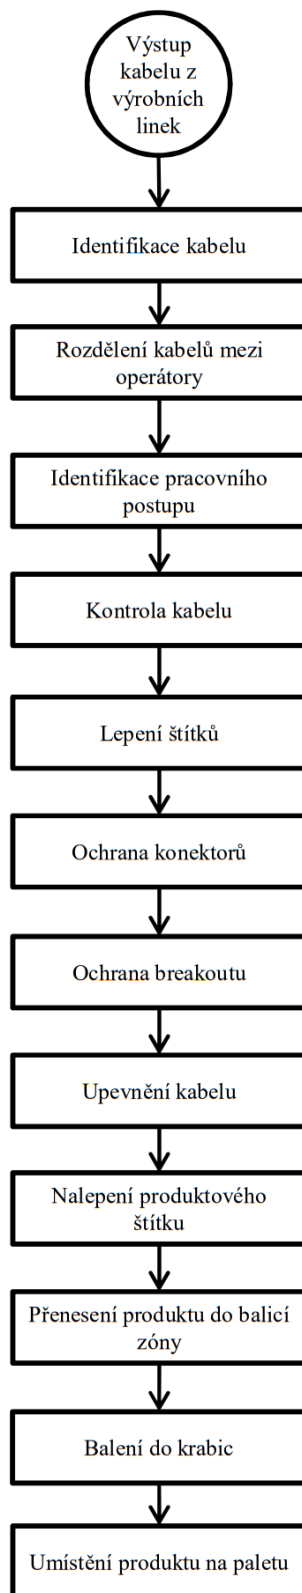 Výstup
kabelu z
výrobních
linek
Identifikace kabelu
Rozdělení kabelů mezi
operátory
Identifikace pracovního
postupu
Kontrola kabelu
Lepení štítků
Ochrana konektorů
Ochrana breakoutu
Upevnění kabelu
Nalepení produktového
štítku
Přenesení produktu do balicí
zóny
Balení do krabic
Umístění produktu na paletu